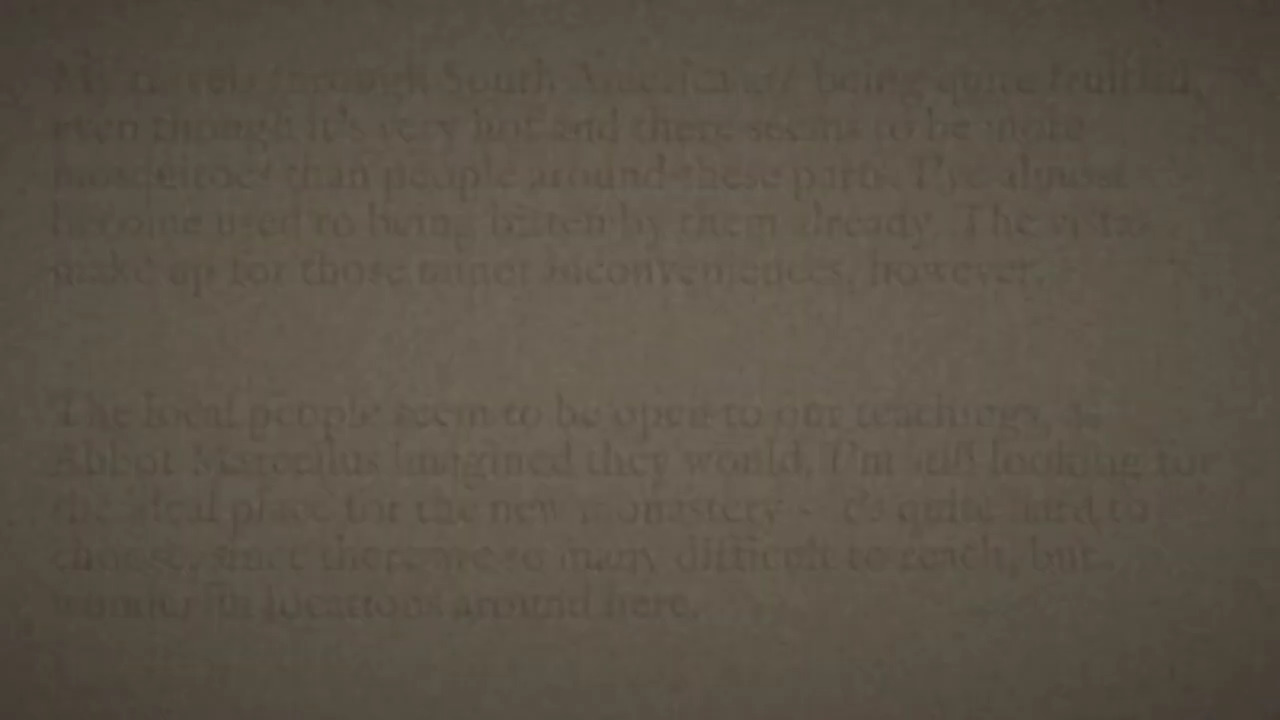 My travels through South America are being quite fruitful,
even though it's very hot and there seems to be more
mosquitoes than people around these parts. I've almost
become used to being bitten by them already. The vistas
make up for those minor inconveniences, however.
The local people seem to be open to our teachings, as
Abbot Marcellus imagined they would. I'm still looking for
the ideal place for the new monastery - it's quite hard to
choose, since there are so many difficult to reach, but
wonderful locations around here.